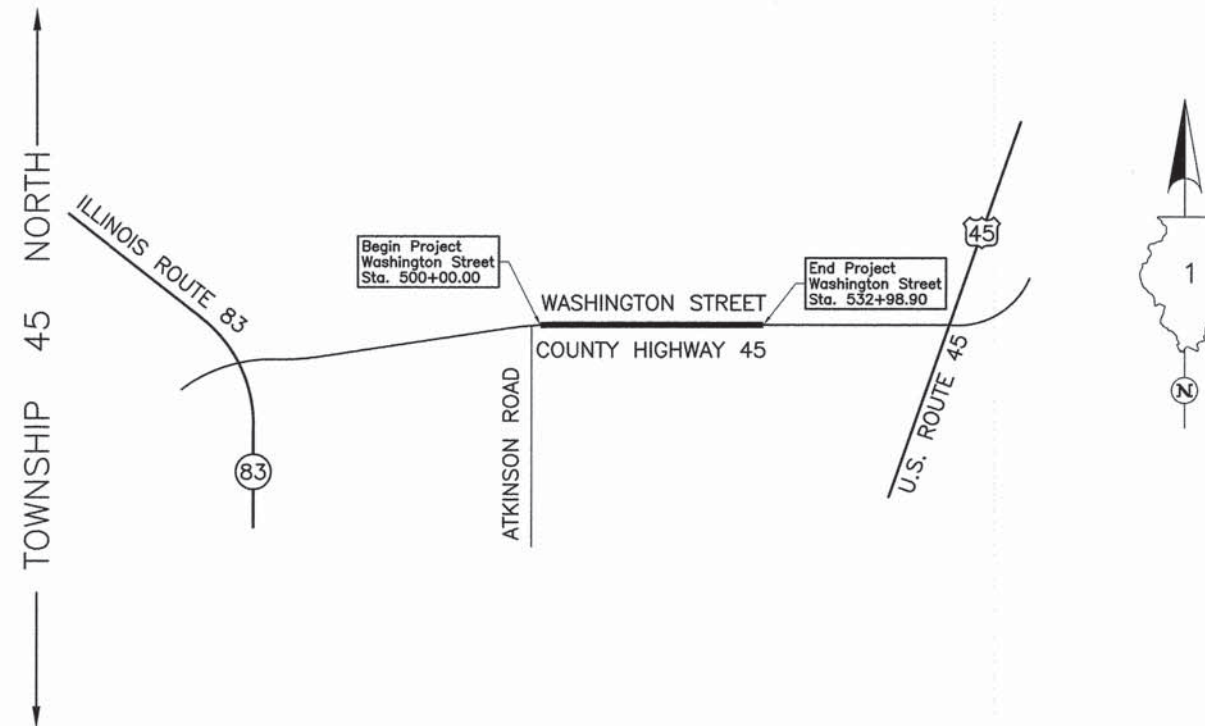 TOWNSHIP 45 NORTH
ILLINOIS ROUTE 83
83
Begin Project
Washington Street
Sta. 500+00.00
WASHINGTON STREET
COUNTY HIGHWAY 45
ATKINSON ROAD
End Project
Washington Street
Sta. 532+98.90
45
U.S. ROUTE 45
1
N